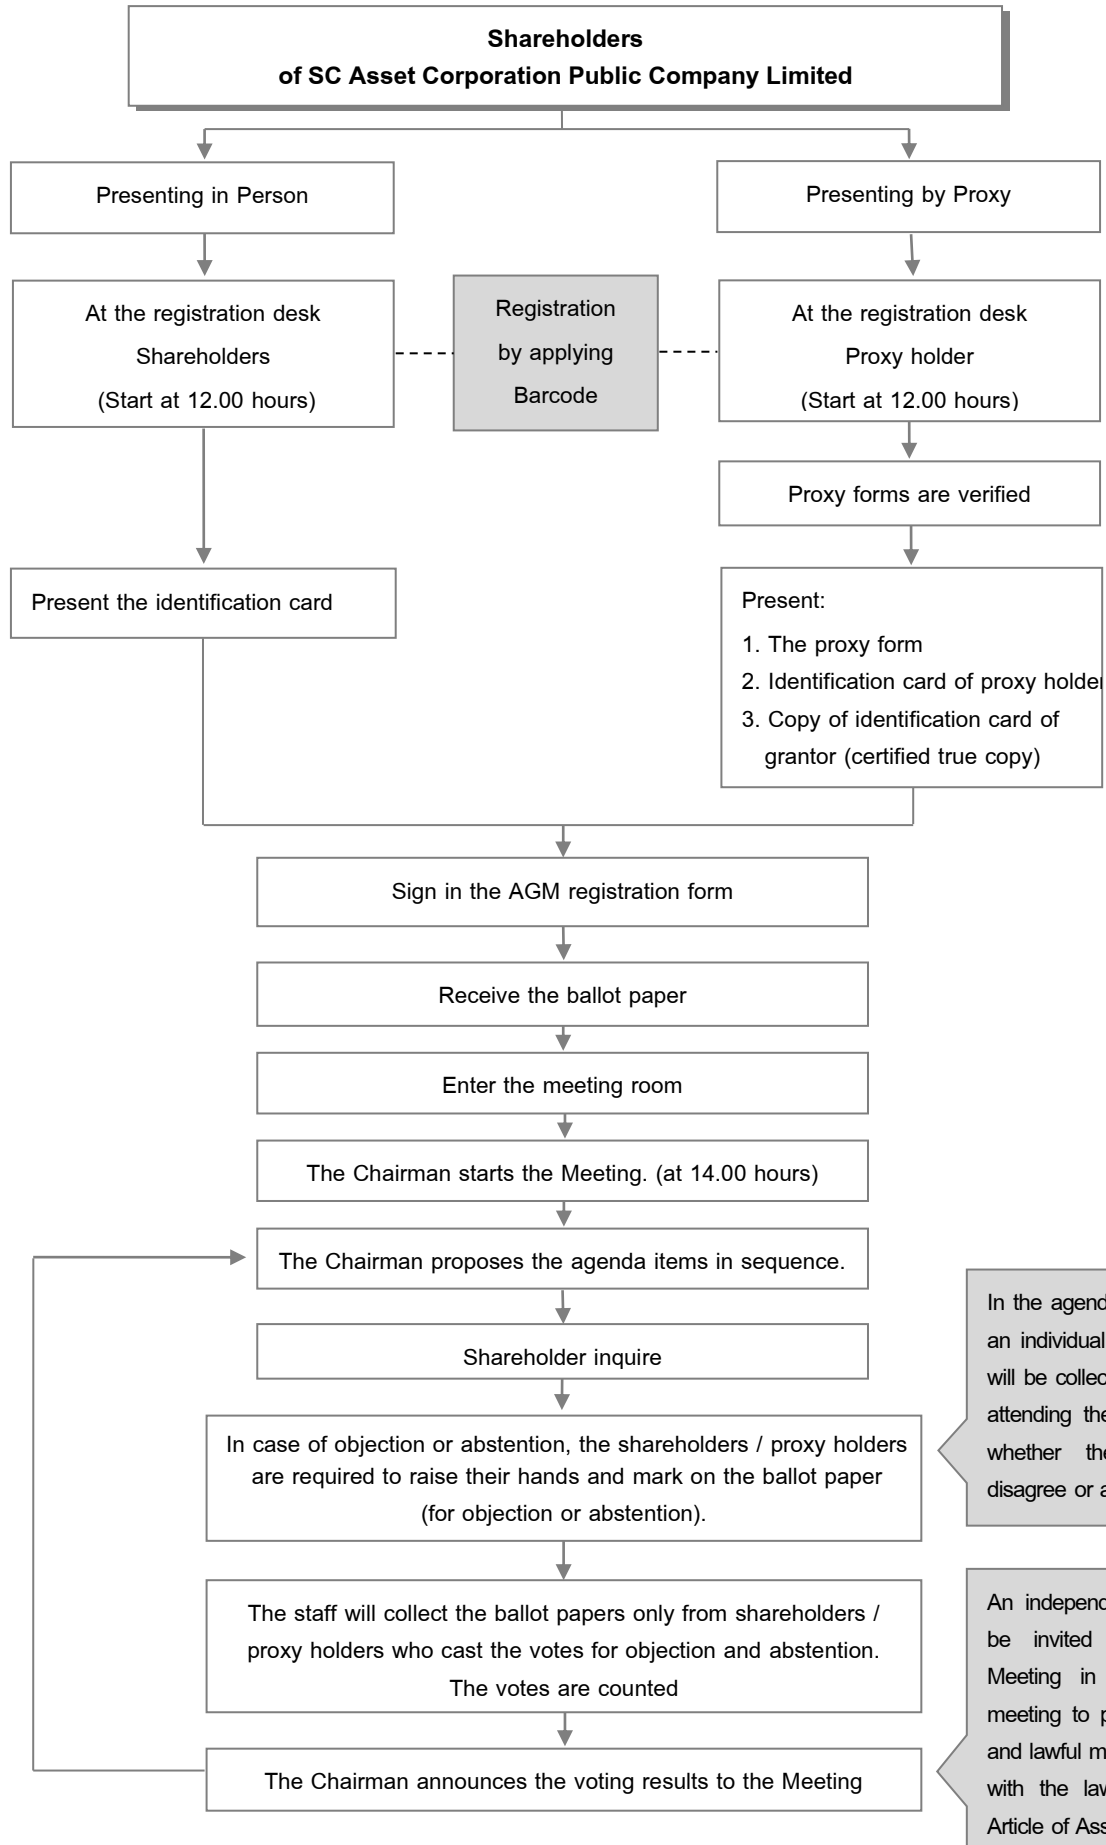 Shareholders
of SC Asset Corporation Public Company Limited
Presenting in Person
Presenting by Proxy
At the registration desk
Shareholders
(Start at 12.00 hours)
Registration
by applying
Barcode
At the registration desk
Proxy holder
(Start at 12.00 hours)
Proxy forms are verified
Present the identification card
Present:
1. The proxy form
2. Identification card of proxy holder
3. Copy of identification card of
grantor (certified true copy)
Sign in the AGM registration form
Receive the ballot paper
Enter the meeting room
The Chairman starts the Meeting. (at 14.00 hours)
The Chairman proposes the agenda items in sequence.
Shareholder inquire
In case of objection or abstention, the shareholders / proxy holders
are required to raise their hands and mark on the ballot paper
(for objection or abstention).
In the
an individual
will be
attending
whether
disagree or
The staff will collect the ballot papers only from shareholders /
proxy holders who cast the votes for objection and abstention.
The votes are counted
The Chairman announces the voting results to the Meeting
An
be invited
Meeting in
meeting to
and lawful
with the
Article of